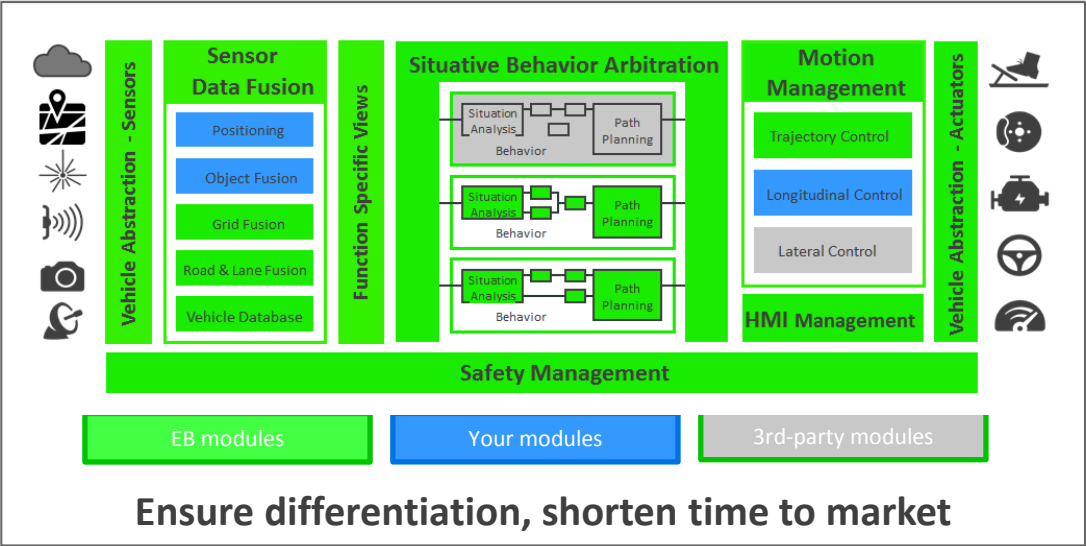 Vehicle Abstraction - Sensors
Sensor
Data Fusion
Positioning
Object Fusion
Grid Fusion
Road & Lane Fusion
Vehicle Database
Function Specific Views
Situative Behavior Arbitration
Situation
Analysis
Path
Planning
Behavior
Situation
Analysis
Path
Planning
Behavior
Situation
Analysis
Path
Planning
Behavior
Motion
Management
Trajectory Control
Longitudinal Control
Lateral Control
HMI Management
Vehicle Abstraction - Actuators
Safety Management
EB modules
Your modules
3rd-party modules
Ensure differentiation, shorten time to market